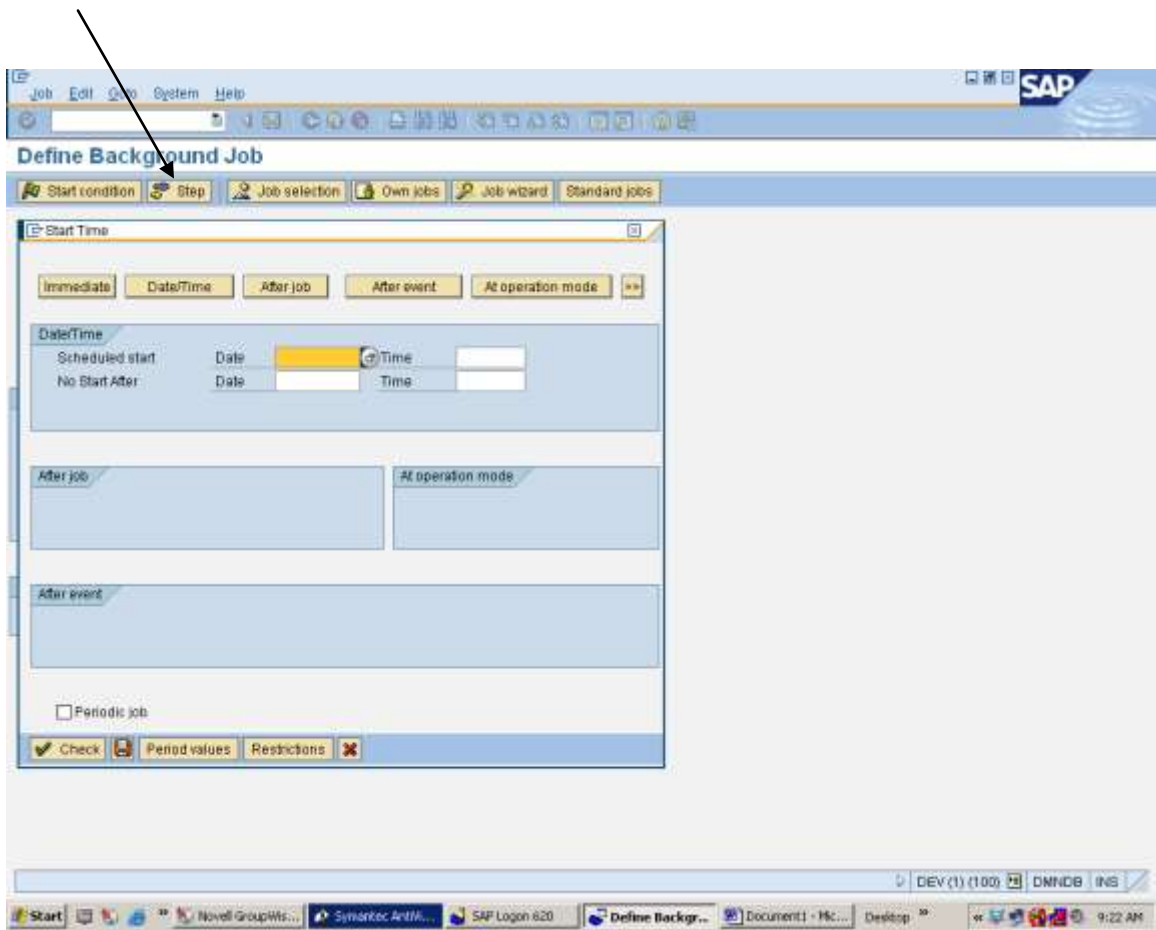 Job Edit Goto System Help
SAP
Define Background Job
Start condition Step Job selection Own jobs Job wizard Standard jobs
Start Time
Immediate Date/Time After job After event At operation mode
Date/Time
Scheduled start Date Time
No Start After Date Time
After job At operation mode
After event
Periodic job
Check Period values Restrictions
DEV (1) (100) DMNDB INS
Start Novell GroupWis... Symantec AntiVi... SAP Logon 620 Define Backgr... Document1 - Mic... Desktop 9:22 AM